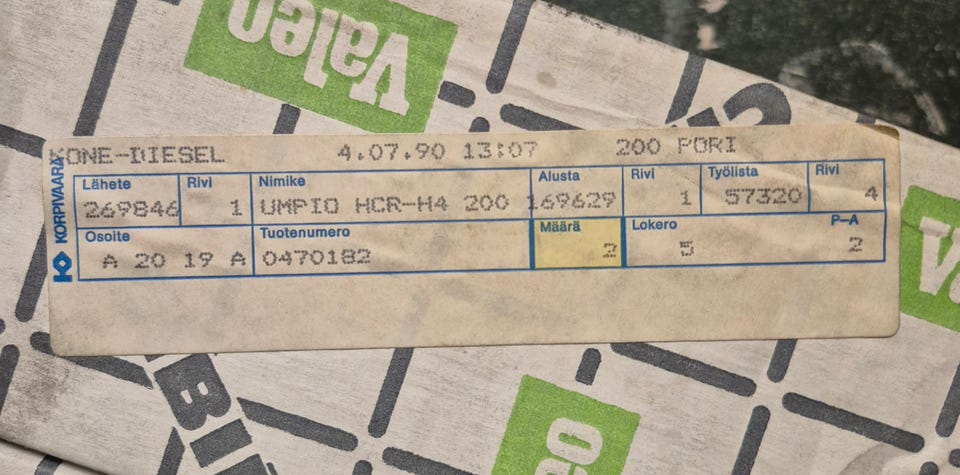 Valeo
KONE-DIESEL 4.07.90 13:07 200 PORI
KORPIVAARA
Lähete Rivi Nimike Alusta Rivi Työlista Rivi
269846 1 UMPIO HCR-H4 200 169629 1 57320 4
Osoite Tuotenumero Määrä Lokero P-A
A 20 19 A 0470182 2 5 2